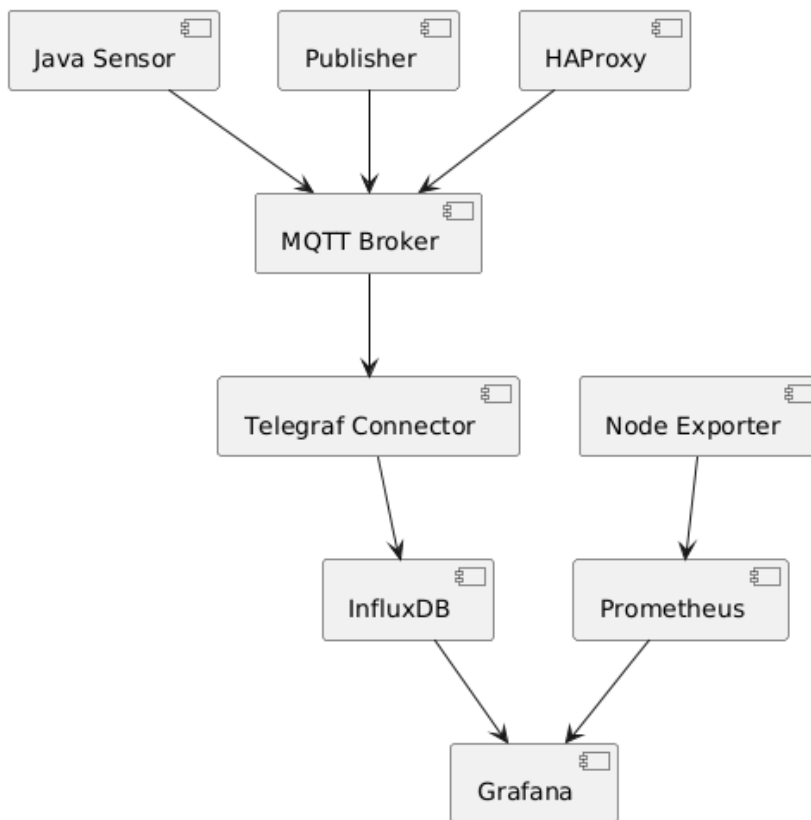 Java Sensor
Publisher
HAProxy
MQTT Broker
Telegraf Connector
Node Exporter
InfluxDB
Prometheus
Grafana